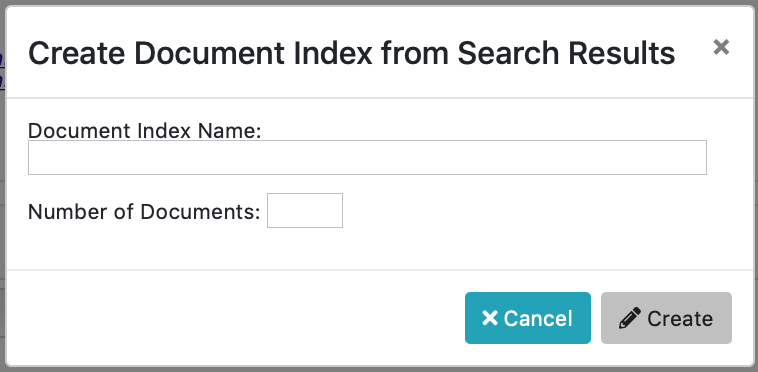 Create Document Index from Search Results ×
Document Index Name:
Number of Documents:
Cancel Create